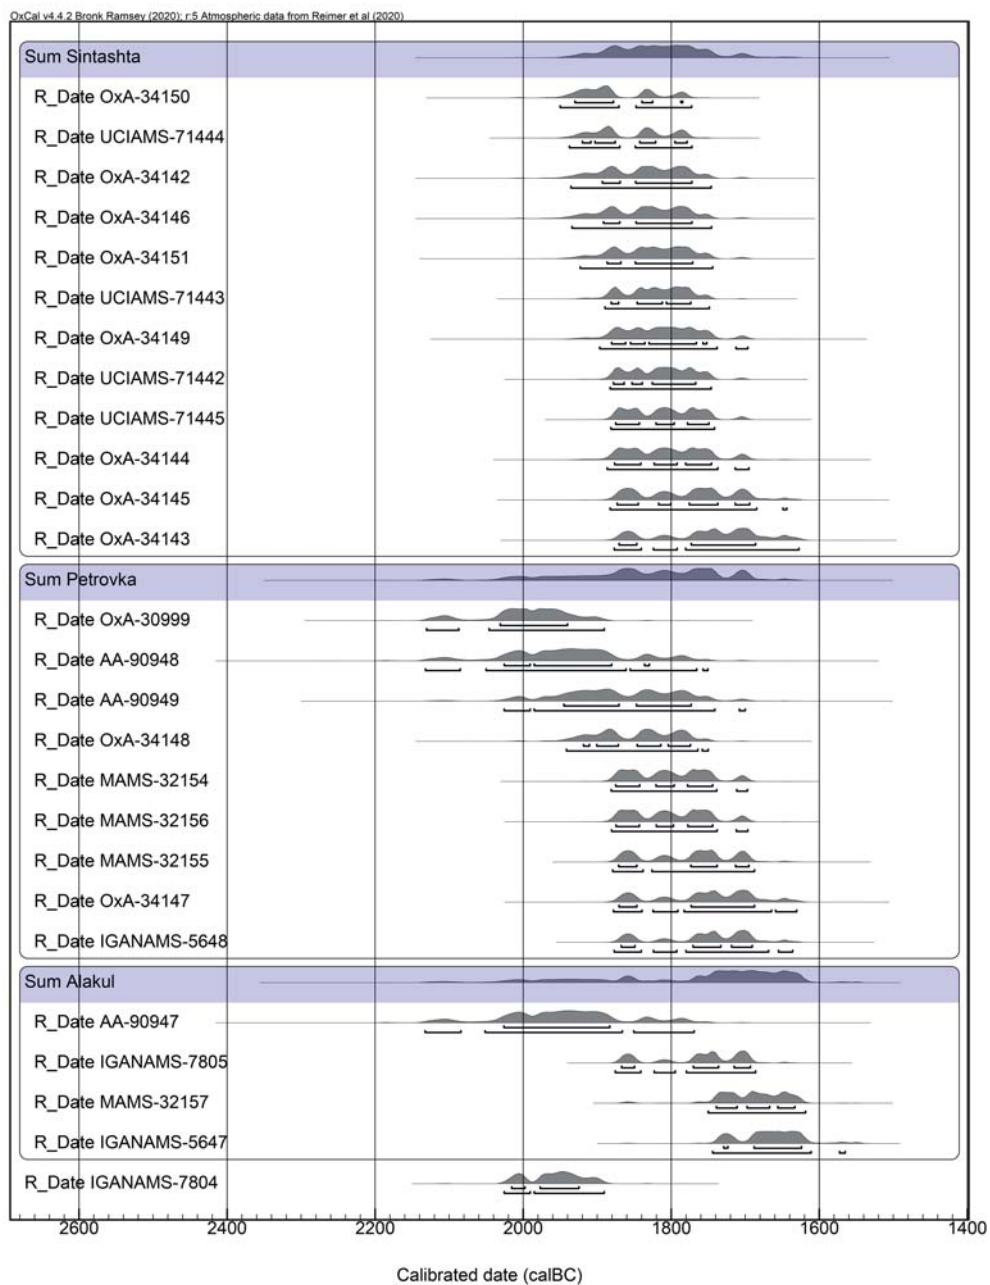 OxCal v4.4.2 Bronk Ramsey (2020); r:5 Atmospheric data from Reimer et al (2020)
Sum Sintashta
R_Date OxA-34150
R_Date UCIAMS-71444
R_Date OxA-34142
R_Date OxA-34146
R_Date OxA-34151
R_Date UCIAMS-71443
R_Date OxA-34149
R_Date UCIAMS-71442
R_Date UCIAMS-71445
R_Date OxA-34144
R_Date OxA-34145
R_Date OxA-34143
Sum Petrovka
R_Date OxA-30999
R_Date AA-90948
R_Date AA-90949
R_Date OxA-34148
R_Date MAMS-32154
R_Date MAMS-32156
R_Date MAMS-32155
R_Date OxA-34147
R_Date IGANAMS-5648
Sum Alakul
R_Date AA-90947
R_Date IGANAMS-7805
R_Date MAMS-32157
R_Date IGANAMS-5647
R_Date IGANAMS-7804
2600 2400 2200 2000 1800 1600 1400
Calibrated date (calBC)